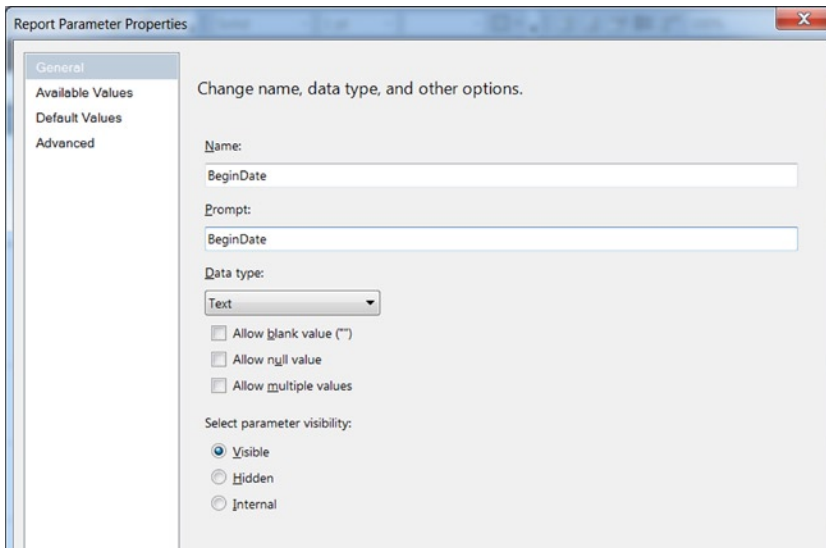 Report Parameter Properties
General
Available Values
Default Values
Advanced
Change name, data type, and other options.
Name:
BeginDate
Prompt:
BeginDate
Data type:
Text
Allow blank value ("")
Allow null value
Allow multiple values
Select parameter visibility:
Visible
Hidden
Internal